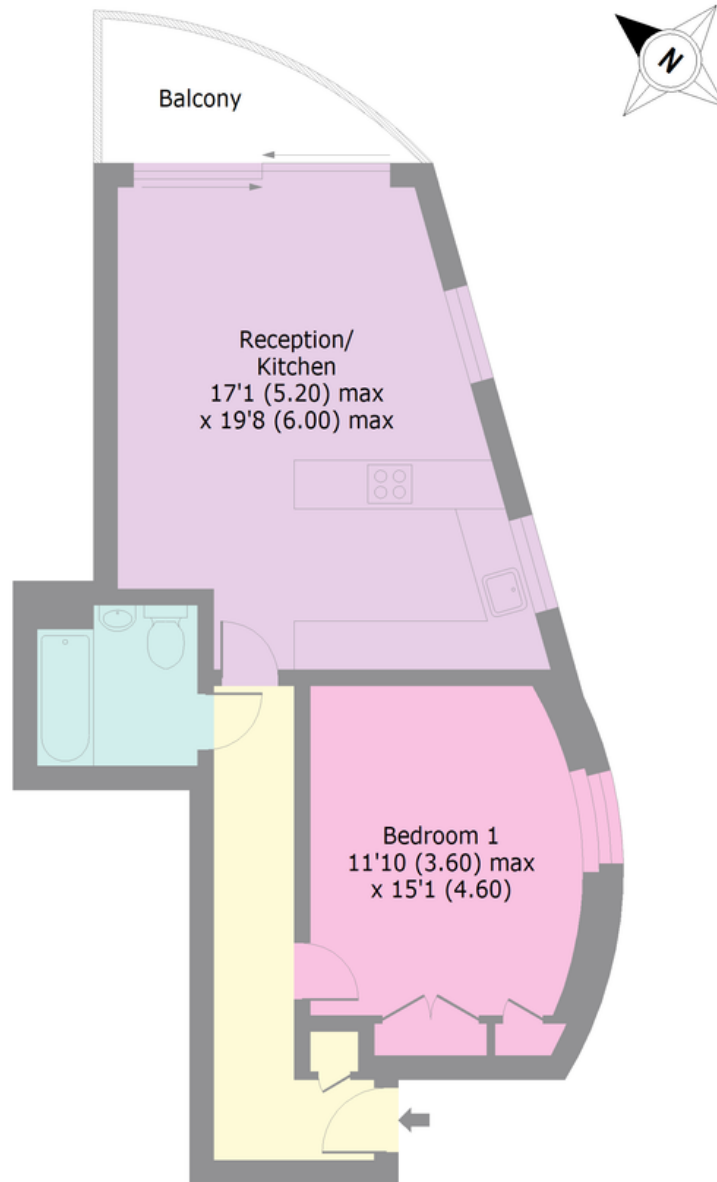 N
Balcony
Reception/
Kitchen
17'1 (5.20) max
x 19'8 (6.00) max
Bedroom 1
11'10 (3.60) max
x 15'1 (4.60)